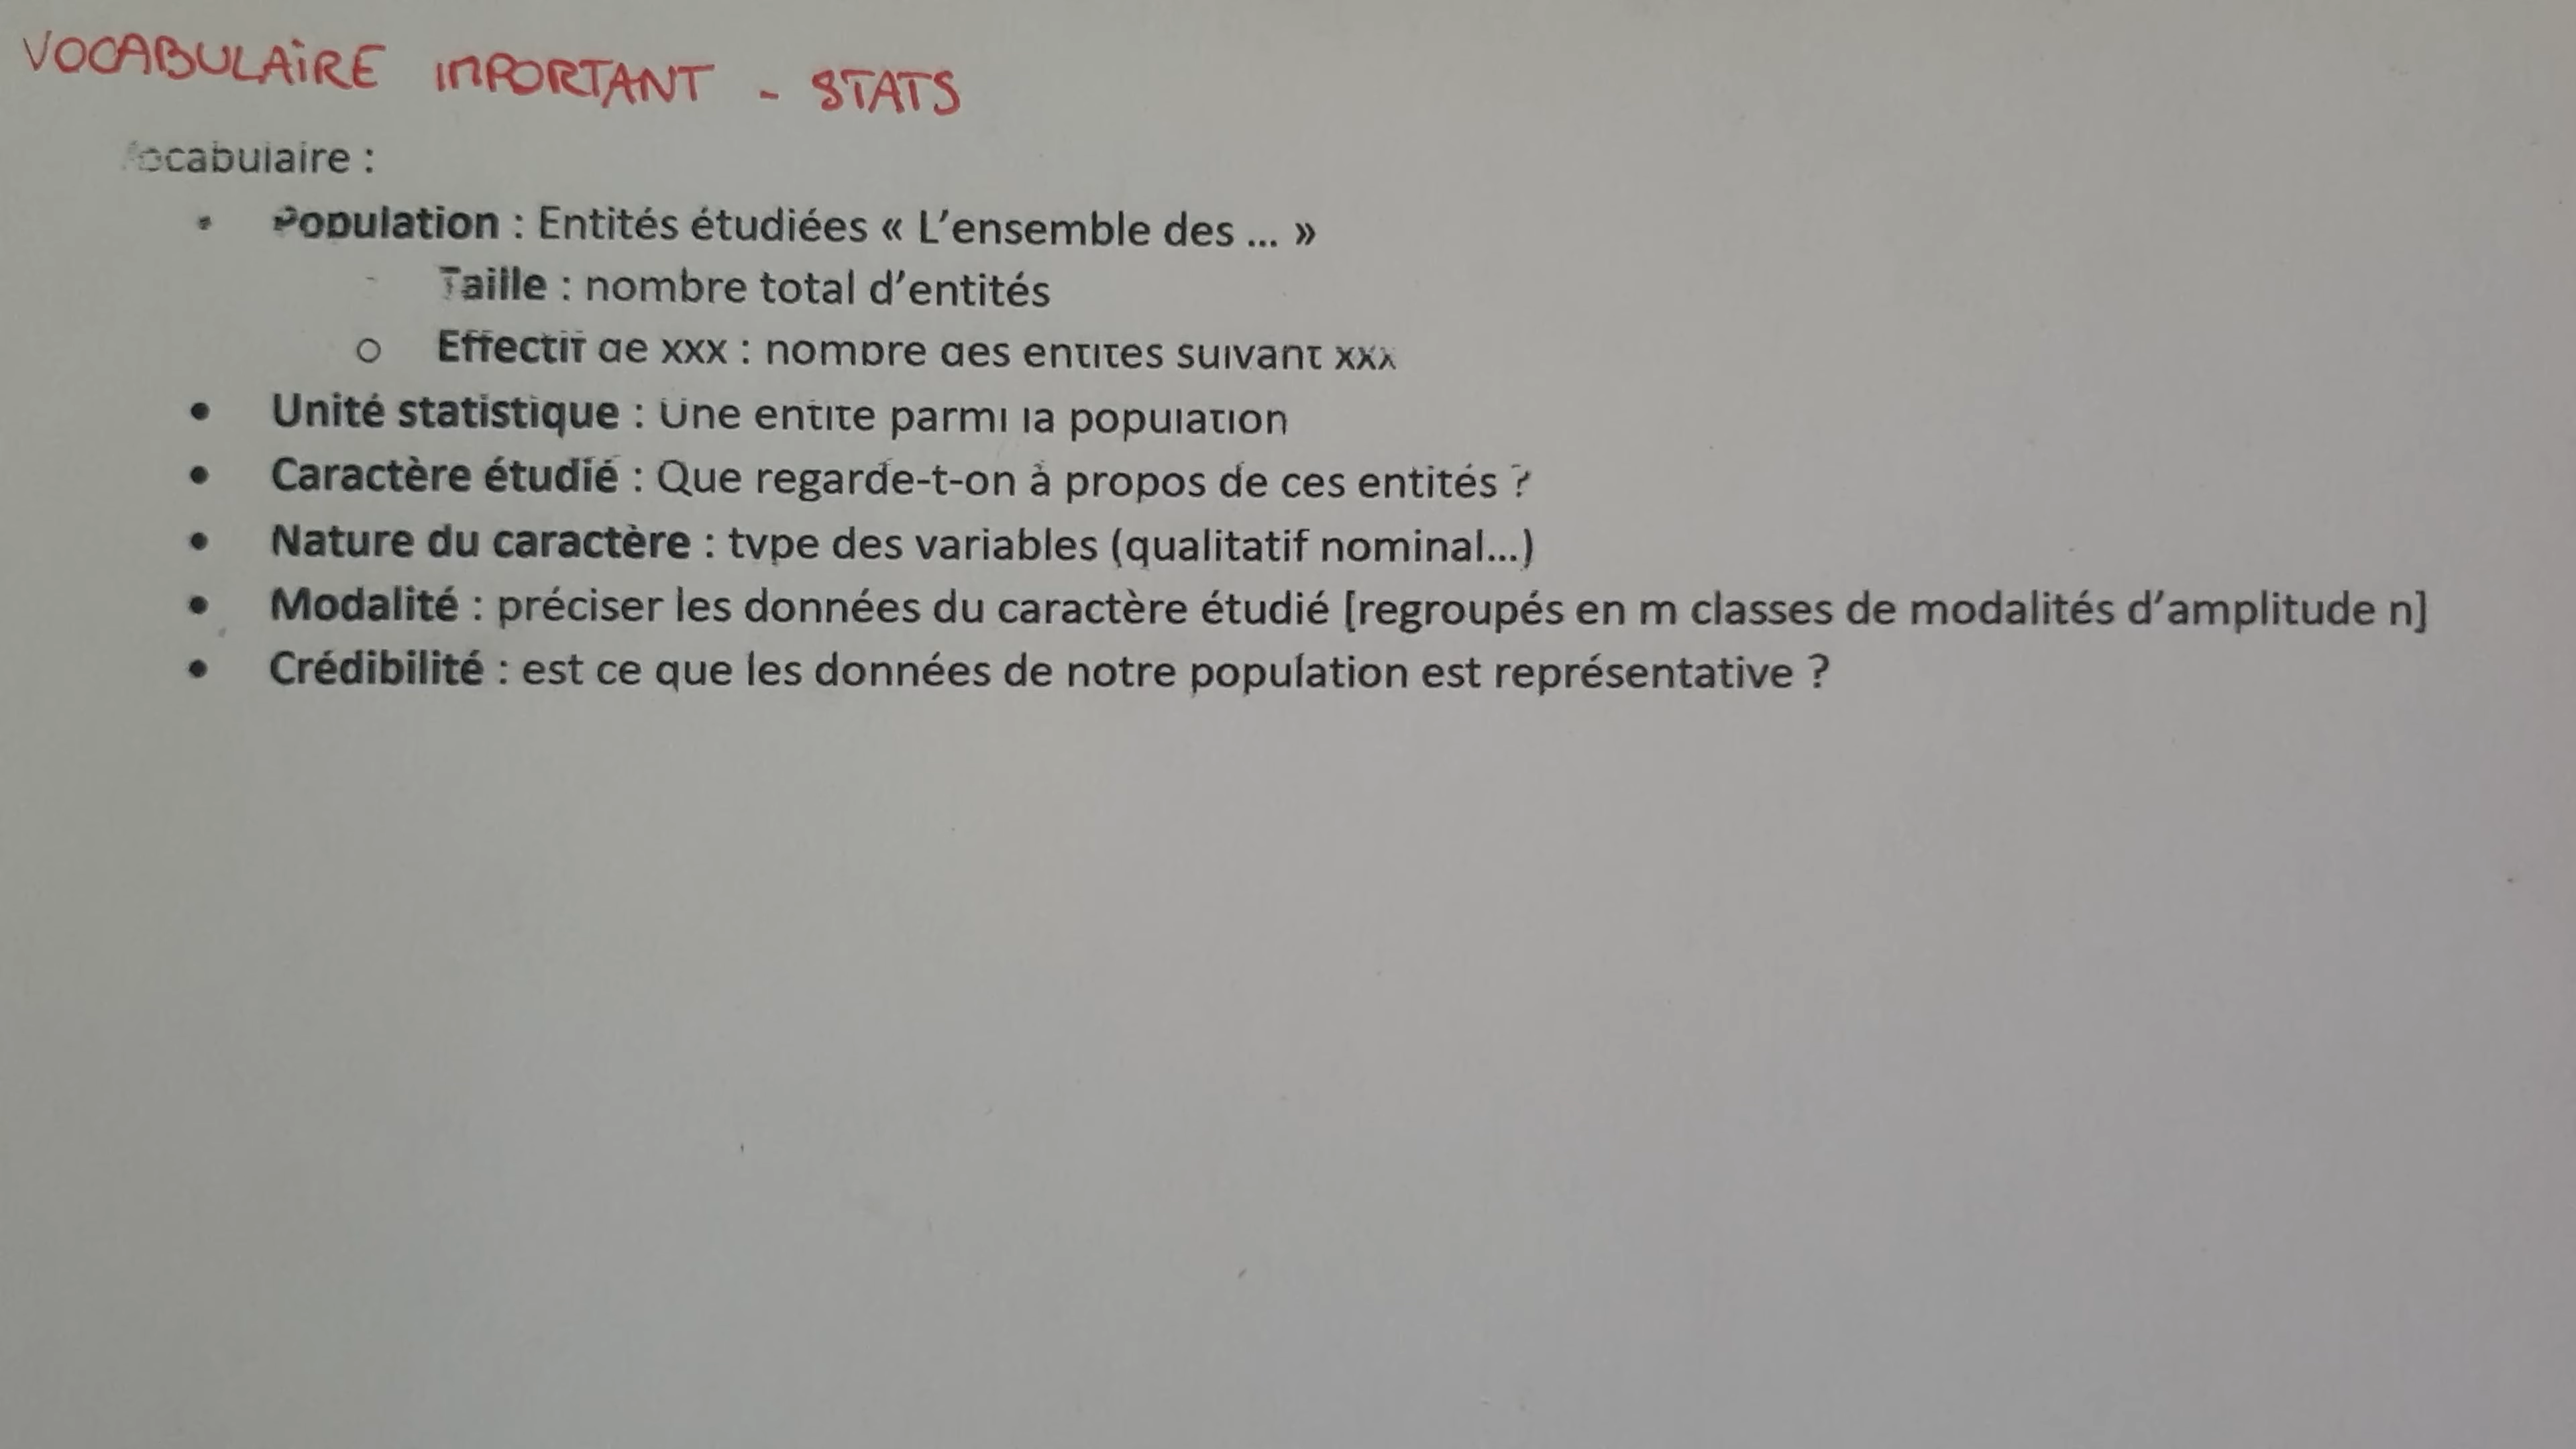 VOCABULAIRE IMPORTANT - STATS
Vocabulaire :
• Population : Entités étudiées « L'ensemble des ... »
Taille : nombre total d'entités
o Effectif de xxx : nombre des entités suivant xxx
• Unité statistique : Une entité parmi la population
• Caractère étudié : Que regarde-t-on à propos de ces entités ?
• Nature du caractère : type des variables (qualitatif nominal...)
• Modalité : préciser les données du caractère étudié [regroupés en m classes de modalités d'amplitude n]
• Crédibilité : est ce que les données de notre population est représentative ?